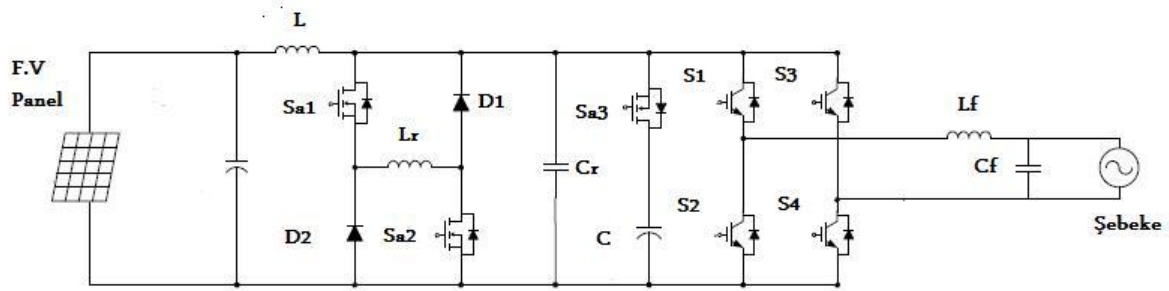 L
F.V
Panel
Sa1
D1
Lr
Cr
Sa3
S1
S3
Lf
Cf
D2
Sa2
C
S2
S4
Şebeke